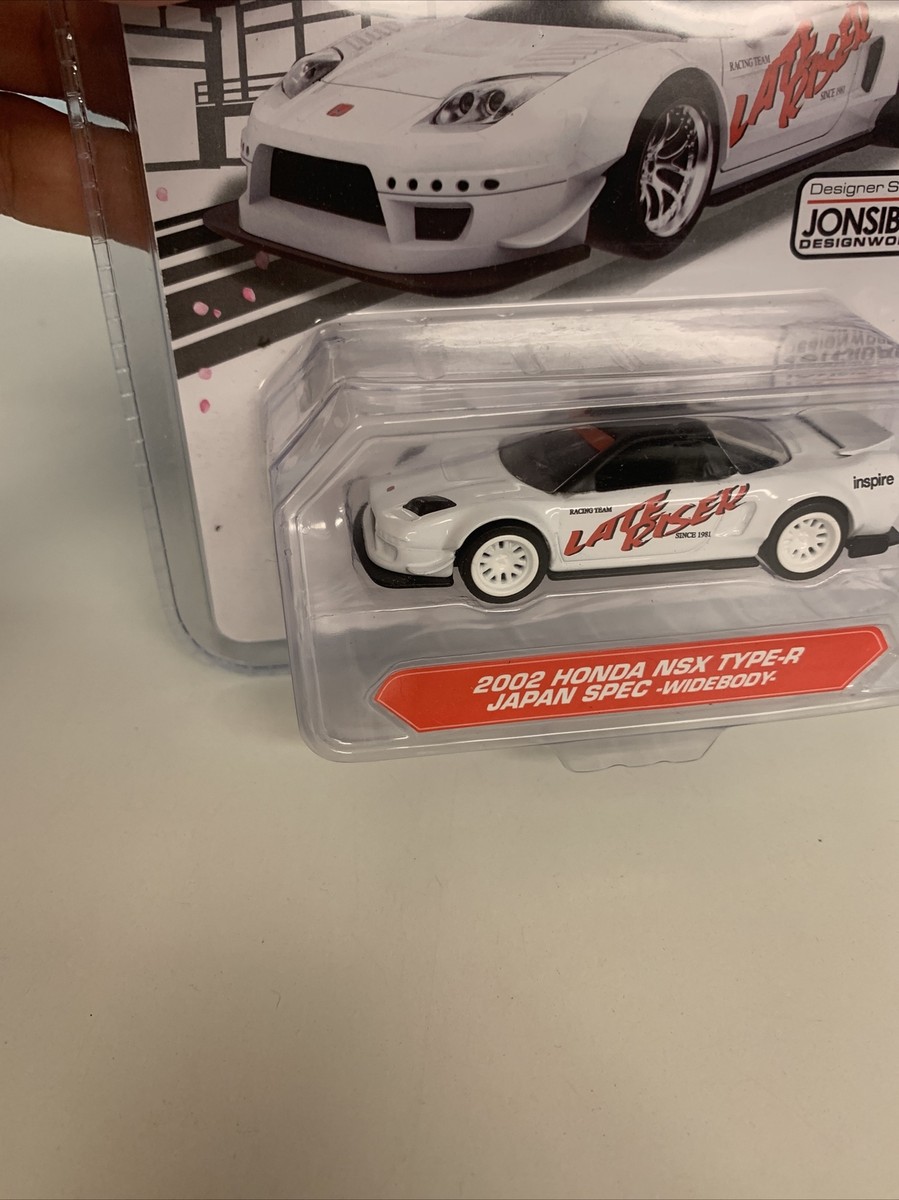 RACING TEAM
LATE
RISER
SINCE 1981
Designer S
JONSIB
DESIGNWO
RACING TEAM
LATE
RISER
SINCE 1981
inspire
2002 HONDA NSX TYPE-R
JAPAN SPEC -WIDEBODY-